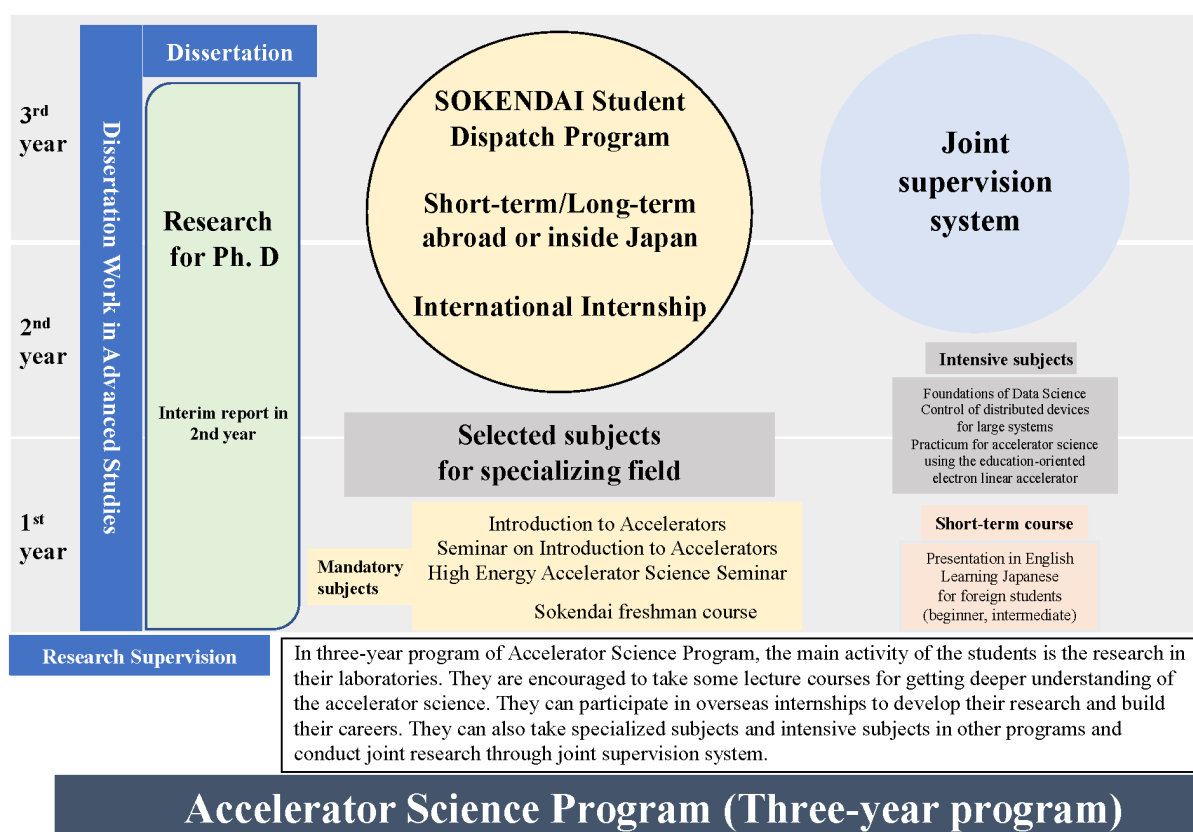 3rd
year
2nd
year
1st
year
Dissertation Work in Advanced Studies
Dissertation
Research
for Ph. D
Interim report in
2nd year
SOKENDAI Student
Dispatch Program
Short-term/Long-term
abroad or inside Japan
International Internship
Joint
supervision
system
Selected subjects
for specializing field
Intensive subjects
Foundations of Data Science
Control of distributed devices
for large systems
Practicum for accelerator science
using the education-oriented
electron linear accelerator
Mandatory
subjects
Introduction to Accelerators
Seminar on Introduction to Accelerators
High Energy Accelerator Science Seminar
Sokendai freshman course
Short-term course
Presentation in English
Learning Japanese
for foreign students
(beginner, intermediate)
Research Supervision
In three-year program of Accelerator Science Program, the main activity of the students is the research in
their laboratories. They are encouraged to take some lecture courses for getting deeper understanding of
the accelerator science. They can participate in overseas internships to develop their research and build
their careers. They can also take specialized subjects and intensive subjects in other programs and
conduct joint research through joint supervision system.
Accelerator Science Program (Three-year program)